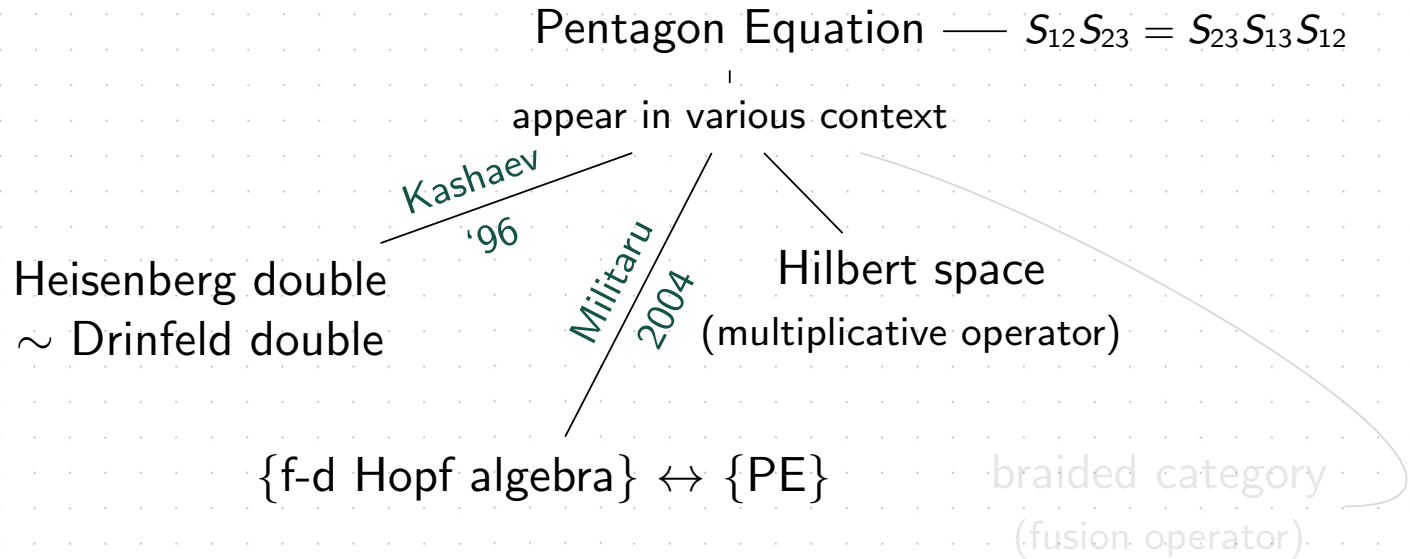 Pentagon Equation — S₁₂S₂₃ = S₂₃S₁₃S₁₂
appear in various context
Kashaev
‘96
Militaru
2004
Heisenberg double
∼ Drinfeld double
Hilbert space
(multiplicative operator)
{f-d Hopf algebra} ↔ {PE}
braided category
(fusion operator)